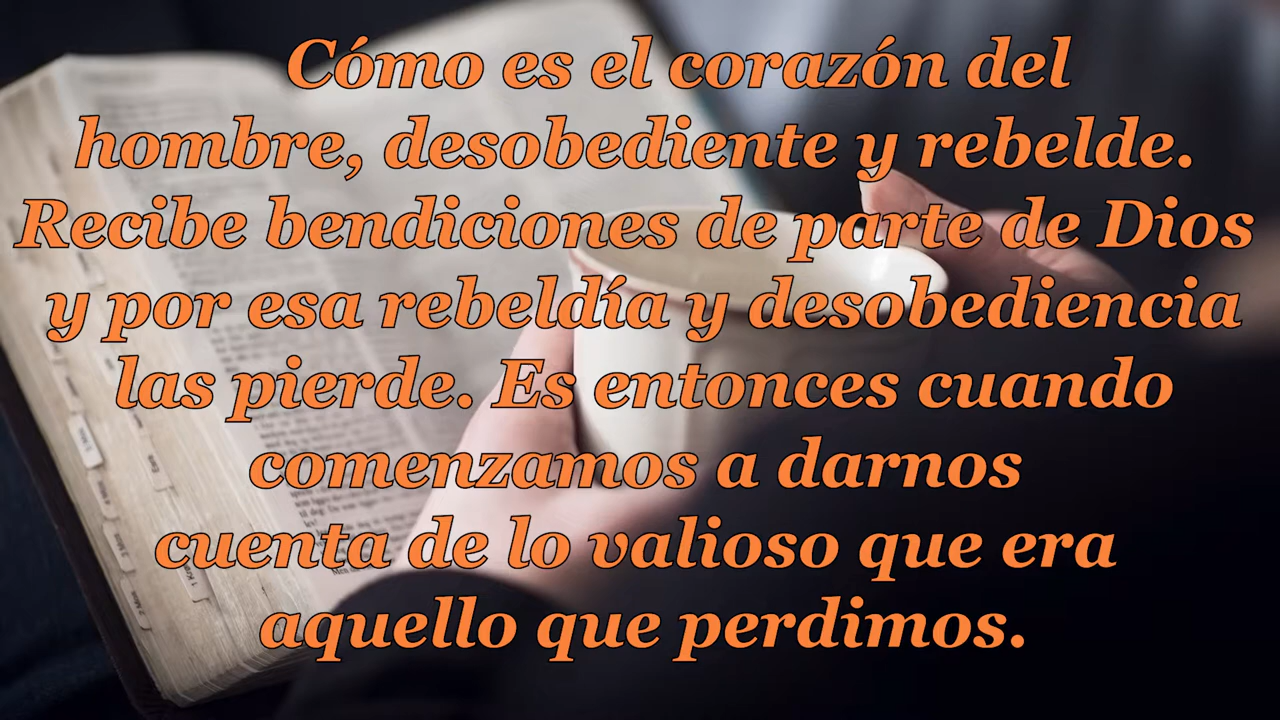 Cómo es el corazón del
hombre, desobediente y rebelde.
Recibe bendiciones de parte de Dios
y por esa rebeldía y desobediencia
las pierde. Es entonces cuando
comenzamos a darnos
cuenta de lo valioso que era
aquello que perdimos.